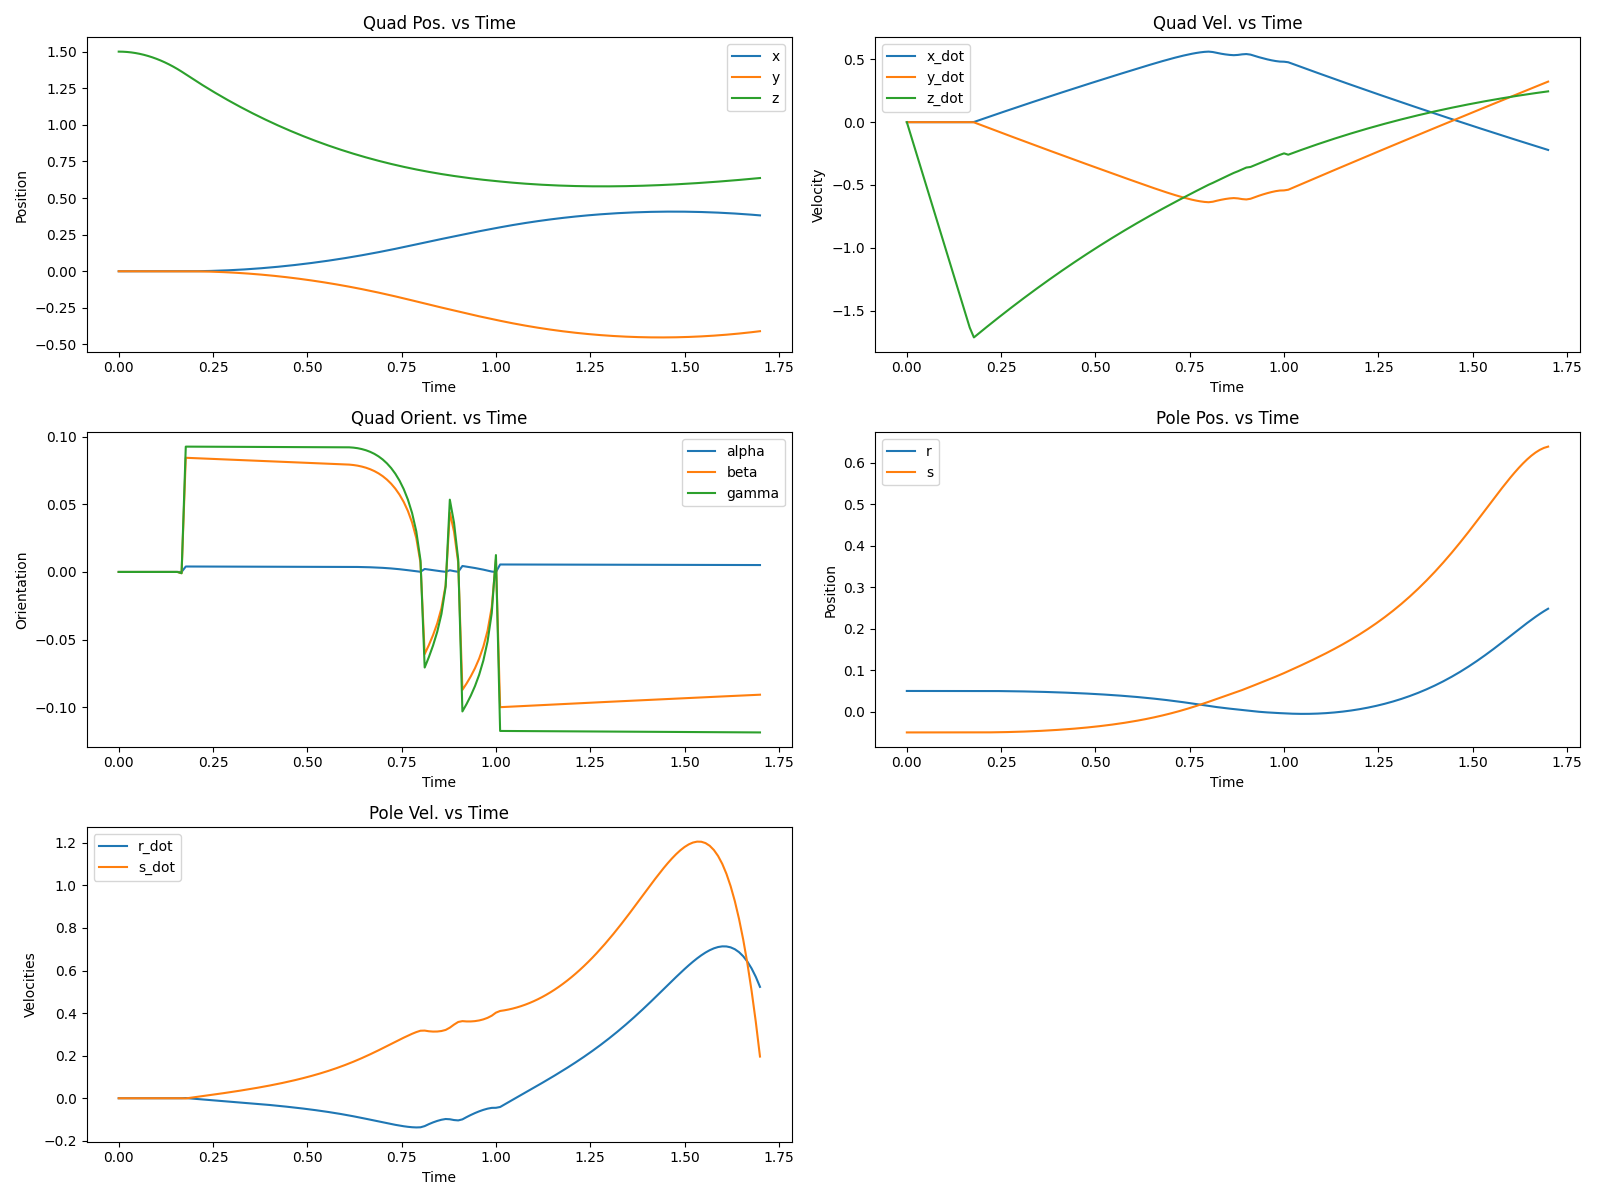 Quad Pos. vs Time
Position
1.50
1.25
1.00
0.75
0.50
0.25
0.00
−0.25
−0.50
x
y
z
0.00 0.25 0.50 0.75 1.00 1.25 1.50 1.75
Time
Quad Vel. vs Time
Velocity
0.5
0.0
−0.5
−1.0
−1.5
x_dot
y_dot
z_dot
0.00 0.25 0.50 0.75 1.00 1.25 1.50 1.75
Time
Quad Orient. vs Time
Orientation
0.10
0.05
0.00
−0.05
−0.10
alpha
beta
gamma
0.00 0.25 0.50 0.75 1.00 1.25 1.50 1.75
Time
Pole Pos. vs Time
Position
0.6
0.5
0.4
0.3
0.2
0.1
0.0
r
s
0.00 0.25 0.50 0.75 1.00 1.25 1.50 1.75
Time
Pole Vel. vs Time
Velocities
1.2
1.0
0.8
0.6
0.4
0.2
0.0
−0.2
r_dot
s_dot
0.00 0.25 0.50 0.75 1.00 1.25 1.50 1.75
Time